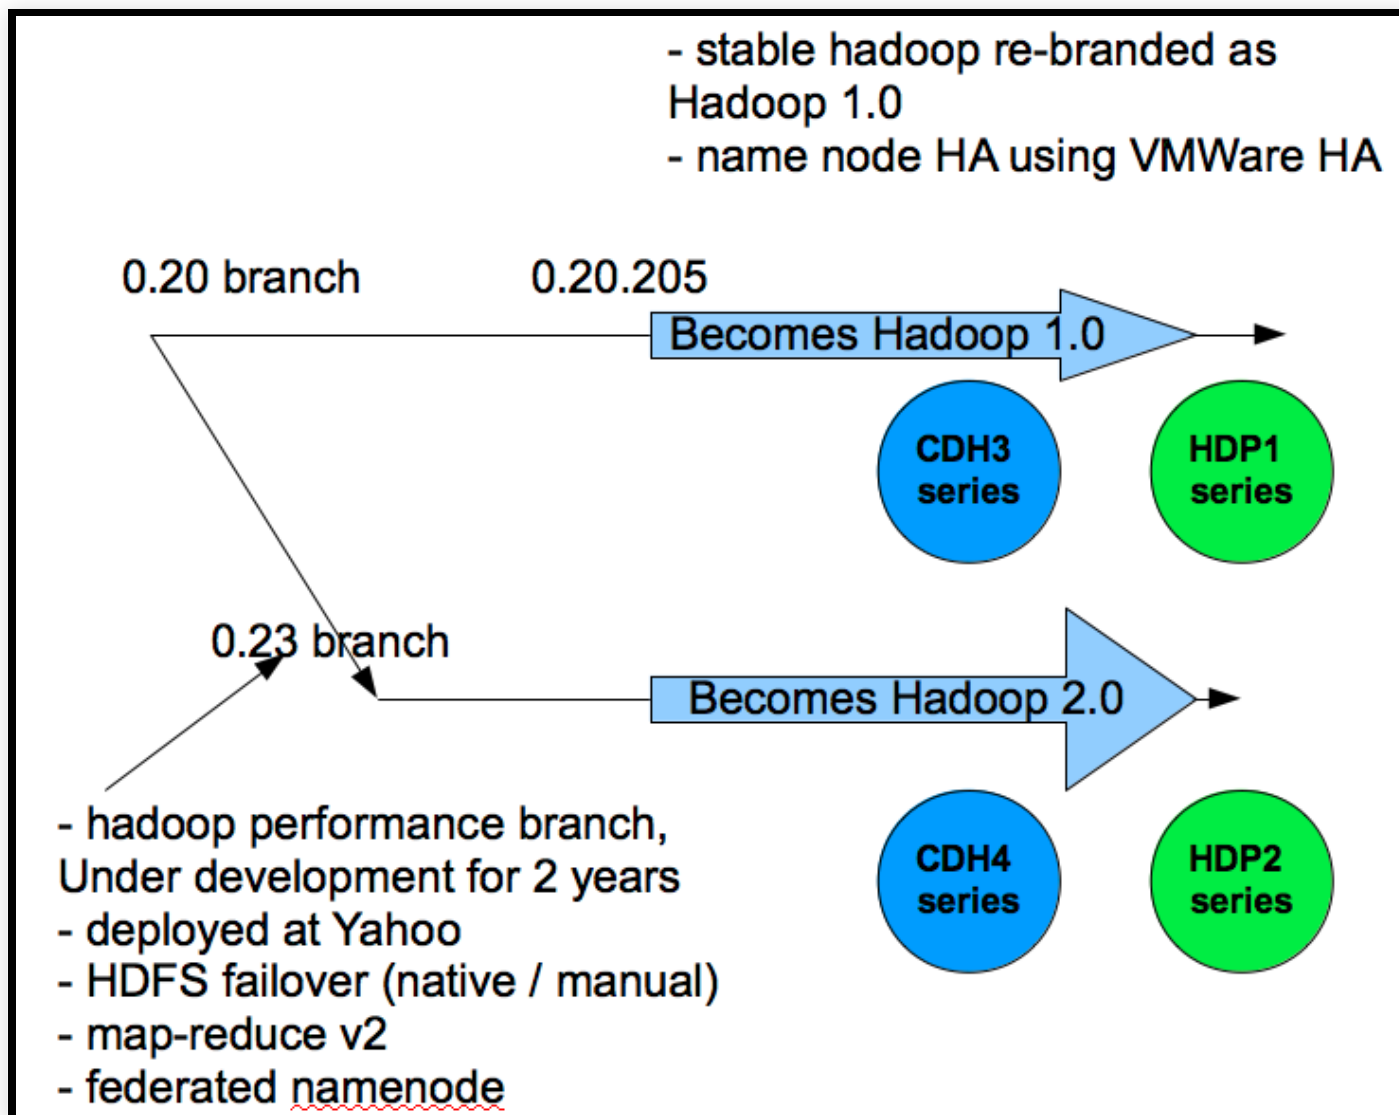 - stable hadoop re-branded as
Hadoop 1.0
- name node HA using VMWare HA
0.20 branch
0.20.205
Becomes Hadoop 1.0
CDH3
series
HDP1
series
0.23 branch
Becomes Hadoop 2.0
CDH4
series
HDP2
series
- hadoop performance branch,
Under development for 2 years
- deployed at Yahoo
- HDFS failover (native / manual)
- map-reduce v2
- federated namenode